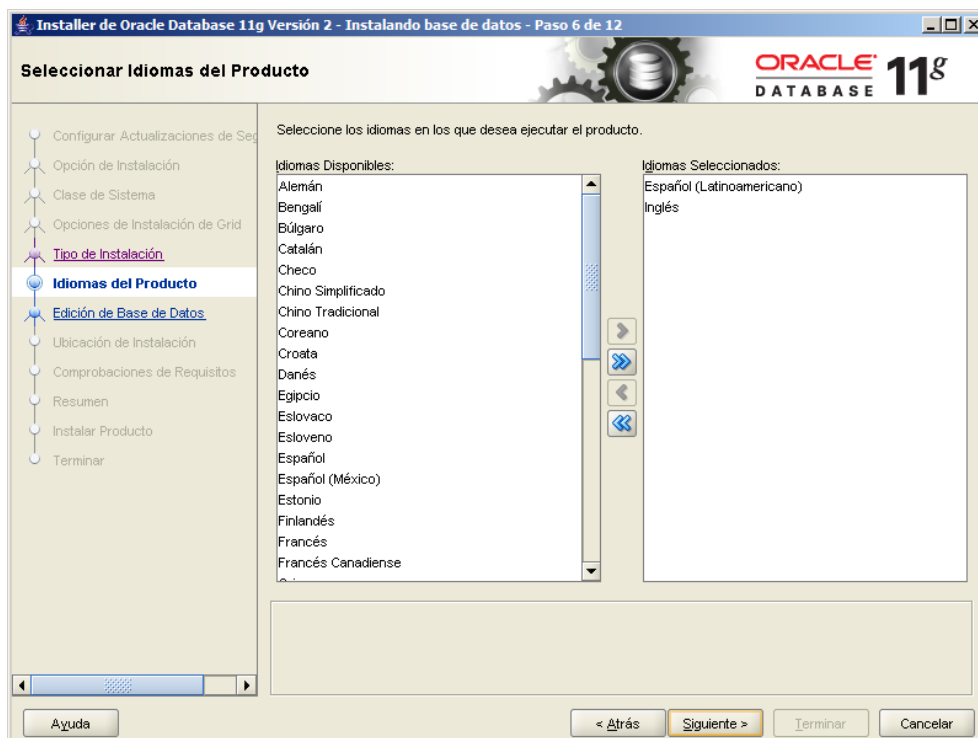 Installer de Oracle Database 11g Versión 2 - Instalando base de datos - Paso 6 de 12
Seleccionar Idiomas del Producto
ORACLE
DATABASE
11g
Configurar Actualizaciones de Seg
Opción de Instalación
Clase de Sistema
Opciones de Instalación de Grid
Tipo de Instalación
Idiomas del Producto
Edición de Base de Datos
Ubicación de Instalación
Comprobaciones de Requisitos
Resumen
Instalar Producto
Terminar
Seleccione los idiomas en los que desea ejecutar el producto.
Idiomas Disponibles:
Alemán
Bengalí
Búlgaro
Catalán
Checo
Chino Simplificado
Chino Tradicional
Coreano
Croata
Danés
Egipcio
Eslovaco
Esloveno
Español
Español (México)
Estonio
Finlandés
Francés
Francés Canadiense
Idiomas Seleccionados:
Español (Latinoamericano)
Inglés
Ayuda
< Atrás
Siguiente >
Terminar
Cancelar